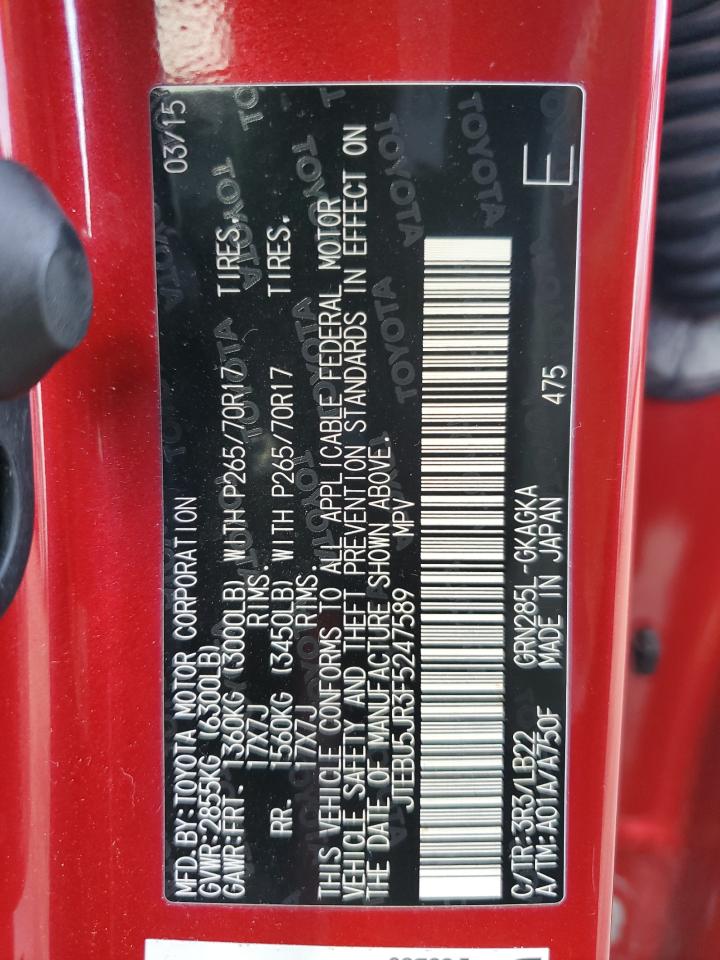 MFD.BY:TOYOTA MOTOR CORPORATION 03/15
GVWR:2855KG (6300LB)
GAWR:FRT. 1360KG (3000LB) WITH P265/70R17 TIRES.
17X7J RIMS.
RR. 1560KG (3450LB) WITH P265/70R17 TIRES.
17X7J RIMS.
THIS VEHICLE CONFORMS TO ALL APPLICABLE FEDERAL MOTOR
VEHICLE SAFETY AND THEFT PREVENTION STANDARDS IN EFFECT ON
THE DATE OF MANUFACTURE SHOWN ABOVE.
JTEBU5JR3F5247589 MPV
C/TR:3R3/LB22 GRN285L-GKAGKA 475
A/TM:A01A/A750F MADE IN JAPAN
E